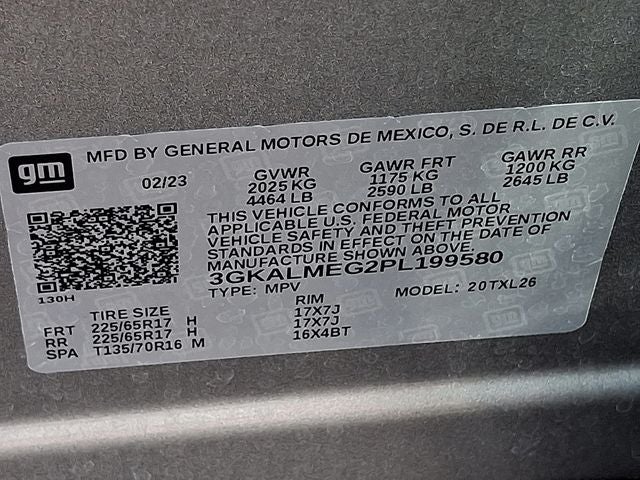 gm
MFD BY GENERAL MOTORS DE MEXICO, S. DE R.L. DE C.V.
02/23 GVWR GAWR FRT GAWR RR
2025 KG 1175 KG 1200 KG
4464 LB 2590 LB 2645 LB
THIS VEHICLE CONFORMS TO ALL
APPLICABLE U.S. FEDERAL MOTOR
VEHICLE SAFETY AND THEFT PREVENTION
STANDARDS IN EFFECT ON THE DATE OF
MANUFACTURE SHOWN ABOVE.
3GKALMEG2PL199580
130H
TYPE: MPV MODEL: 20TXL26
TIRE SIZE RIM
FRT 225/65R17 H 17X7J
RR 225/65R17 H 17X7J
SPA T135/70R16 M 16X4BT